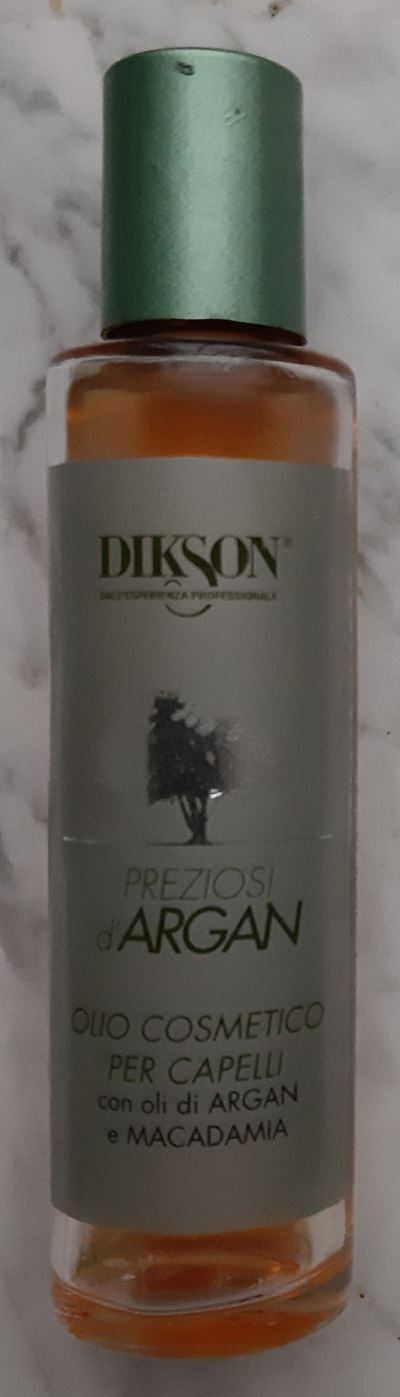 DIKSON®
DALL'ESPERIENZA PROFESSIONALE
PREZIOSI
d'ARGAN
OLIO COSMETICO
PER CAPELLI
con oli di ARGAN
e MACADAMIA